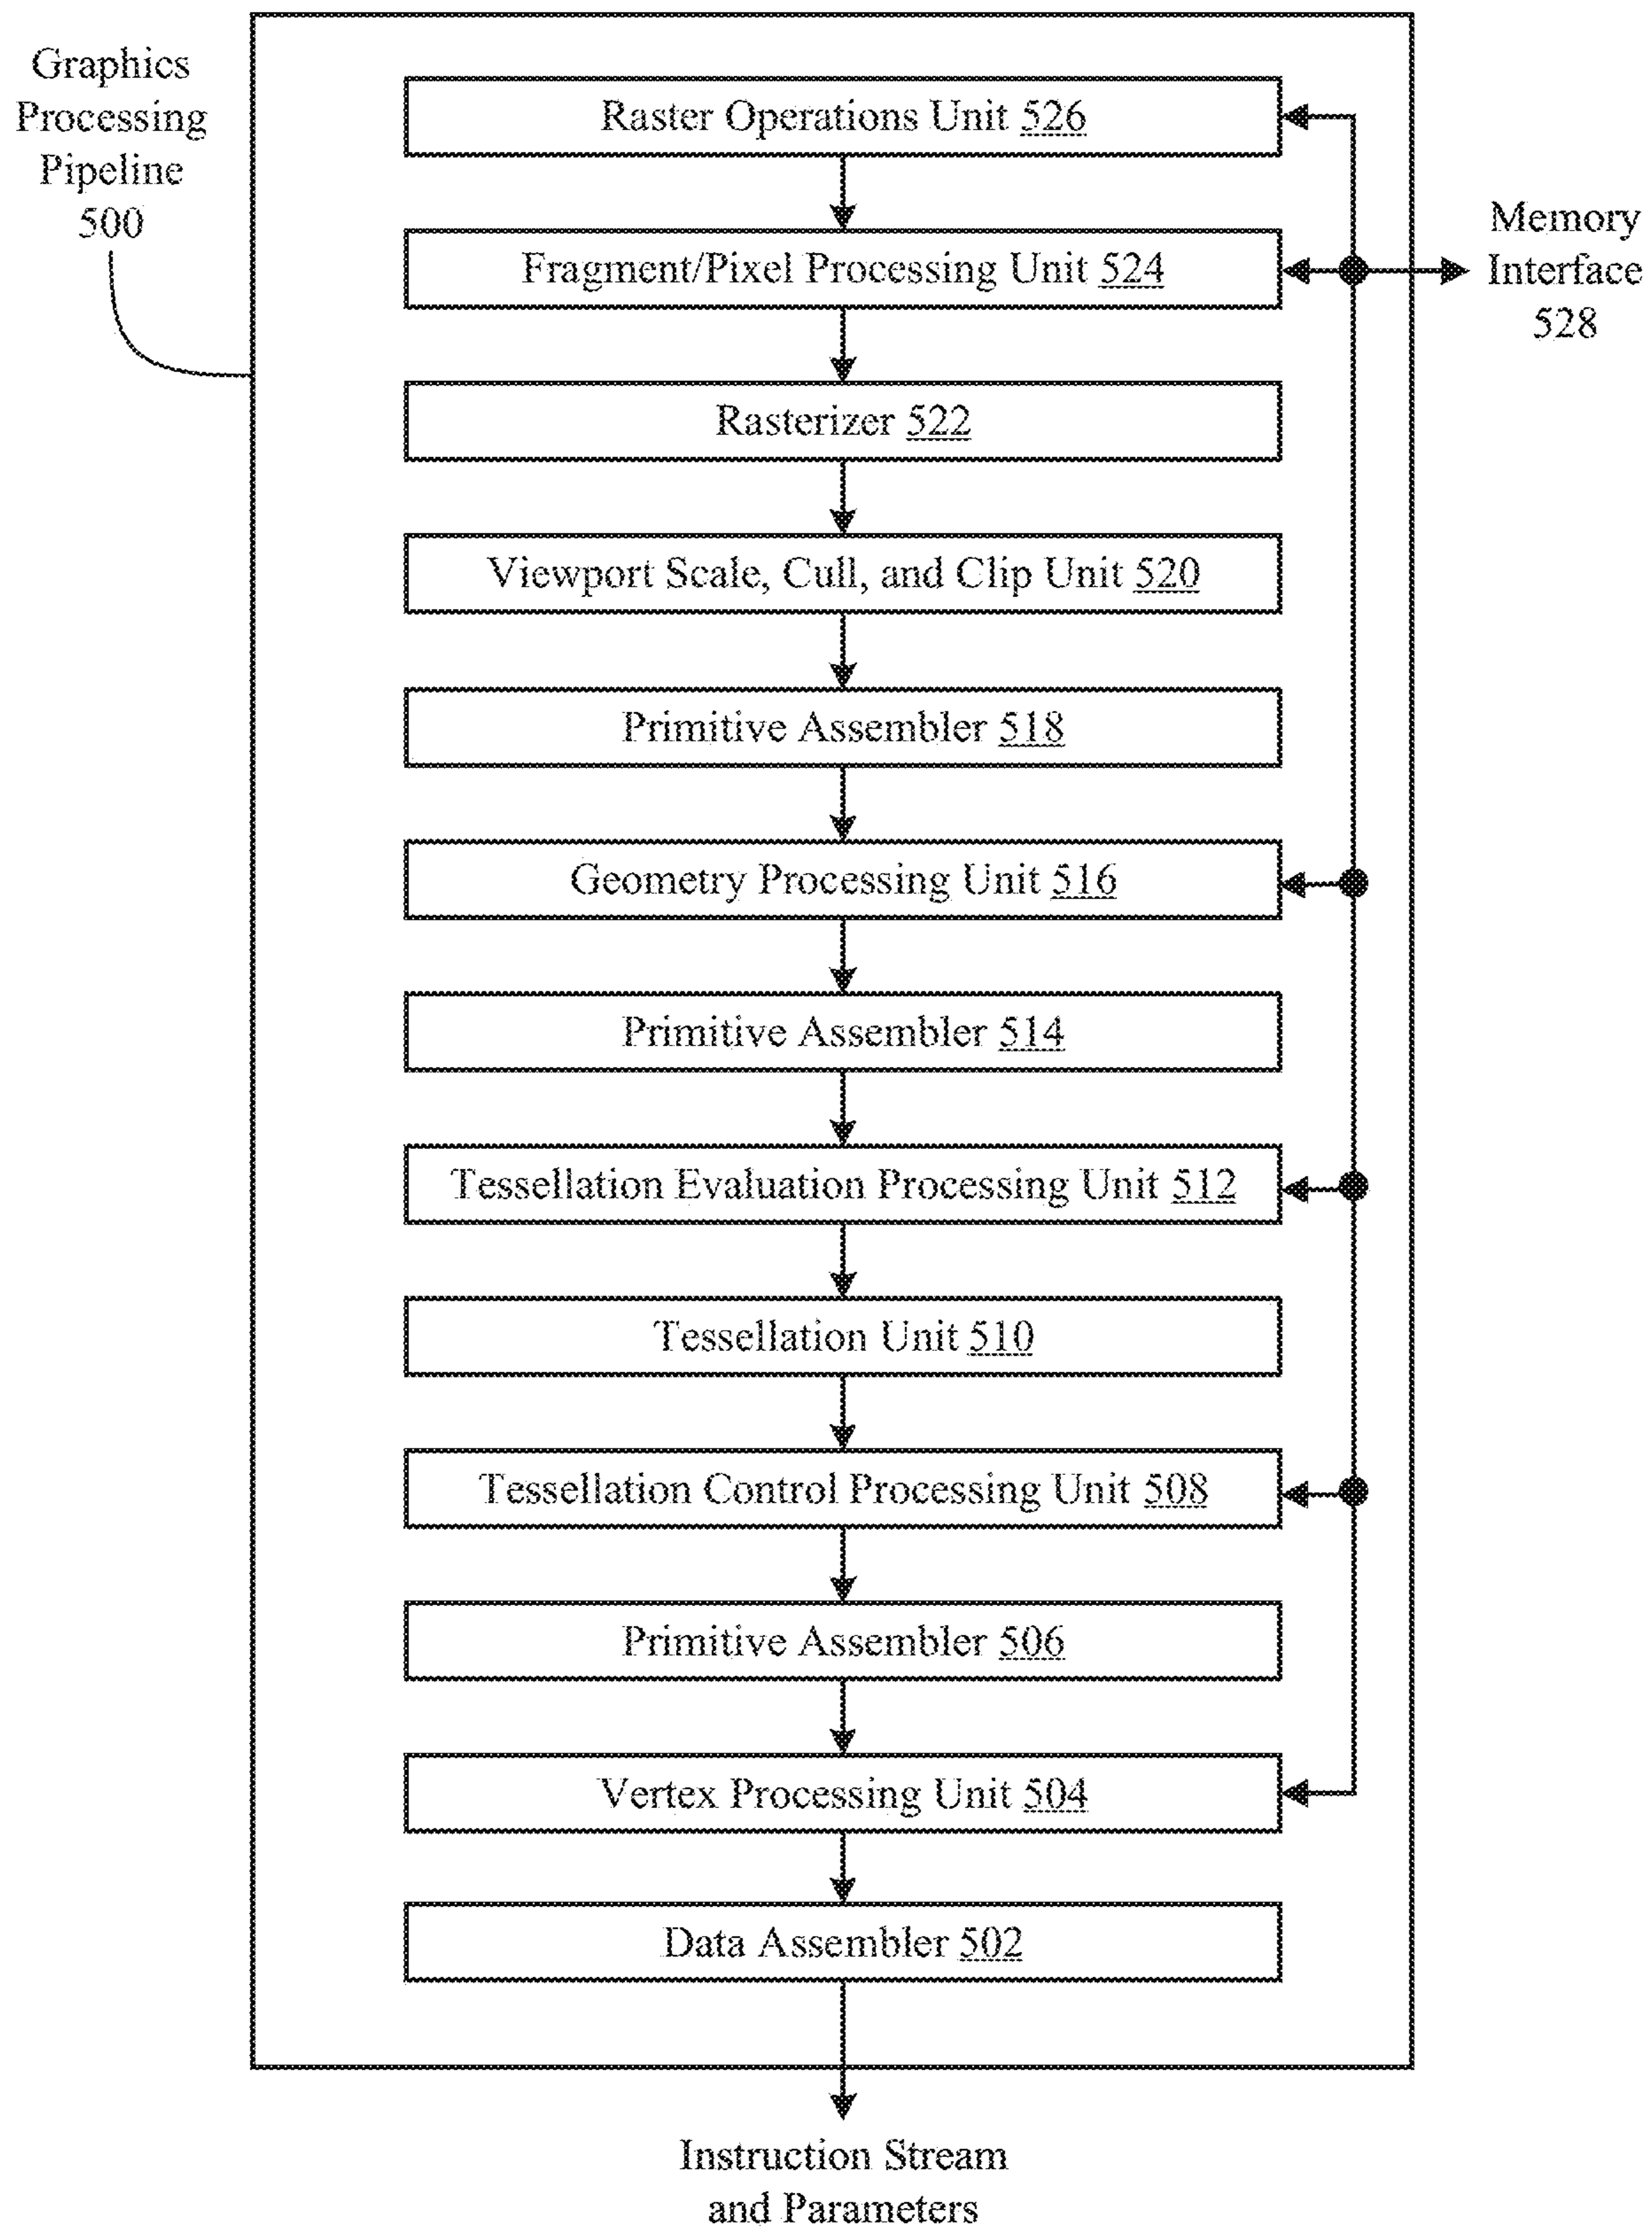 Graphics
Processing
Pipeline
500
Raster Operations Unit 526
Fragment/Pixel Processing Unit 524
Memory
Interface
528
Rasterizer 522
Viewport Scale, Cull, and Clip Unit 520
Primitive Assembler 518
Geometry Processing Unit 516
Primitive Assembler 514
Tessellation Evaluation Processing Unit 512
Tessellation Unit 510
Tessellation Control Processing Unit 508
Primitive Assembler 506
Vertex Processing Unit 504
Data Assembler 502
Instruction Stream
and Parameters